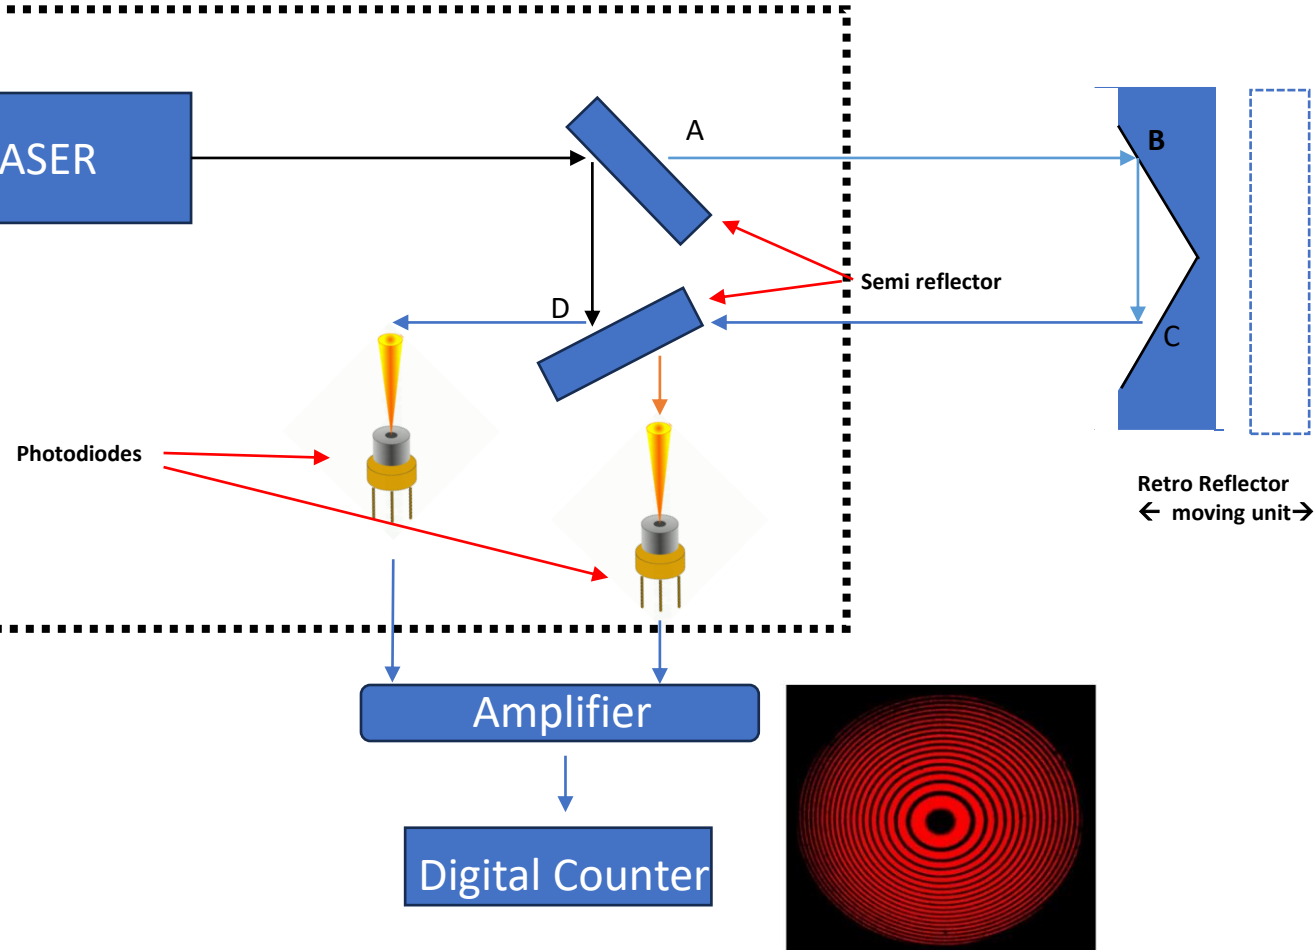 ASER
A
B
Semi reflector
D
C
Photodiodes
Retro Reflector
← moving unit→
Amplifier
Digital Counter